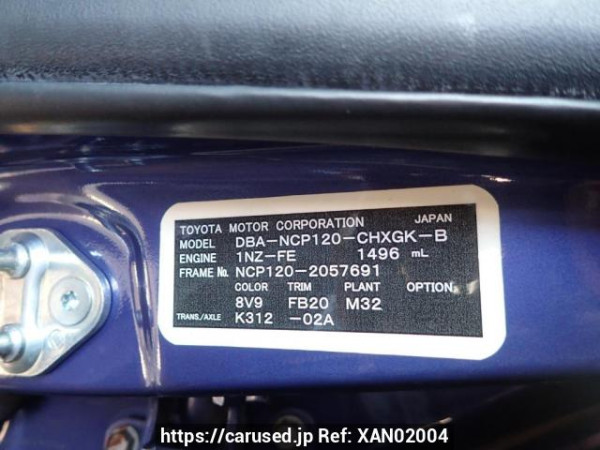 TOYOTA MOTOR CORPORATION JAPAN
MODEL DBA-NCP120-CHXGK-B
ENGINE 1NZ-FE 1496 mL
FRAME No. NCP120-2057691
COLOR TRIM PLANT OPTION
8V9 FB20 M32
TRANS./AXLE K312 -02A
https://carused.jp Ref: XAN02004